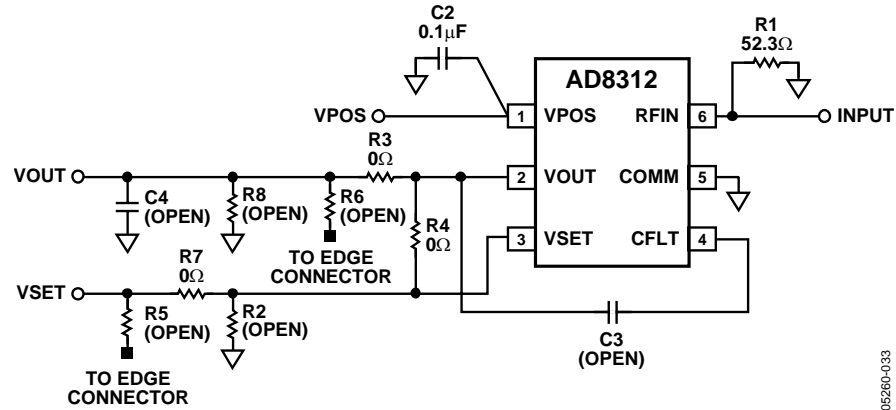 C2
0.1µF
R1
52.3Ω
AD8312
VPOS
1
VPOS
RFIN
6
INPUT
R3
0Ω
VOUT
2
VOUT
COMM
5
C4
(OPEN)
R8
(OPEN)
R6
(OPEN)
R4
0Ω
TO EDGE
CONNECTOR
3
VSET
CFLT
4
R7
0Ω
VSET
R5
(OPEN)
R2
(OPEN)
C3
(OPEN)
TO EDGE
CONNECTOR
05260-033